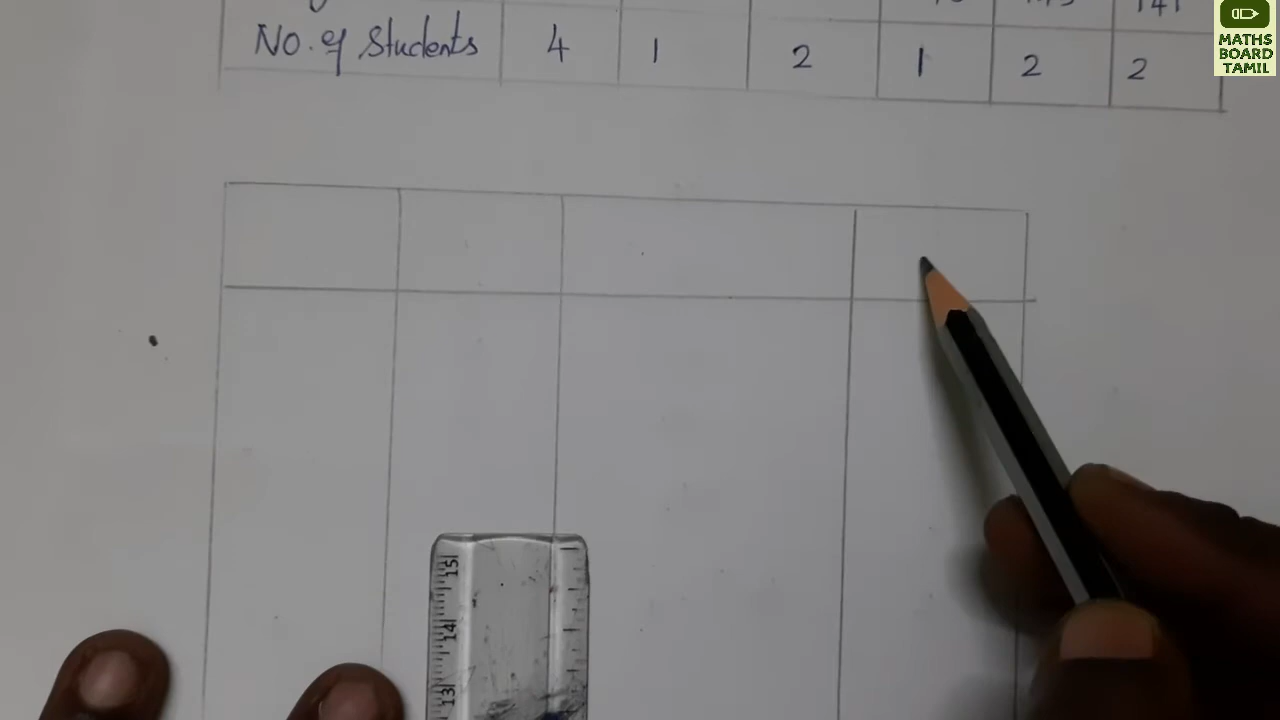 No. of Students 4 1 2 1 2 2
MATHS
BOARD
TAMIL
15
14
13